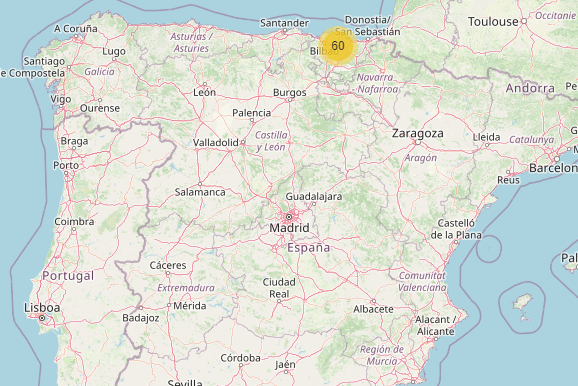 Donostia/
San Sebastián
Toulouse
Occitanie
A Coruña
Santander
Asturias /
Asturies
Bilba
60
Santiago
de Compostela
Lugo
Galicia
León
Burgos
Navarra
- Nafarroa
Andorra
Vigo
Ourense
Palencia
Castilla
y León
Valladolid
Zaragoza
Lleida
Catalunya
Aragón
Barcelon
Reus
Braga
Porto
Salamanca
Guadalajara
Madrid
España
Coimbra
Castelló
de la Plana
Portugal
Cáceres
Extremadura
Ciudad
Real
Comunitat
Valenciana
Lisboa
Badajoz
Mérida
Albacete
Alacant /
Alicante
Córdoba
Jaén
Región de
Murcia
Sevilla